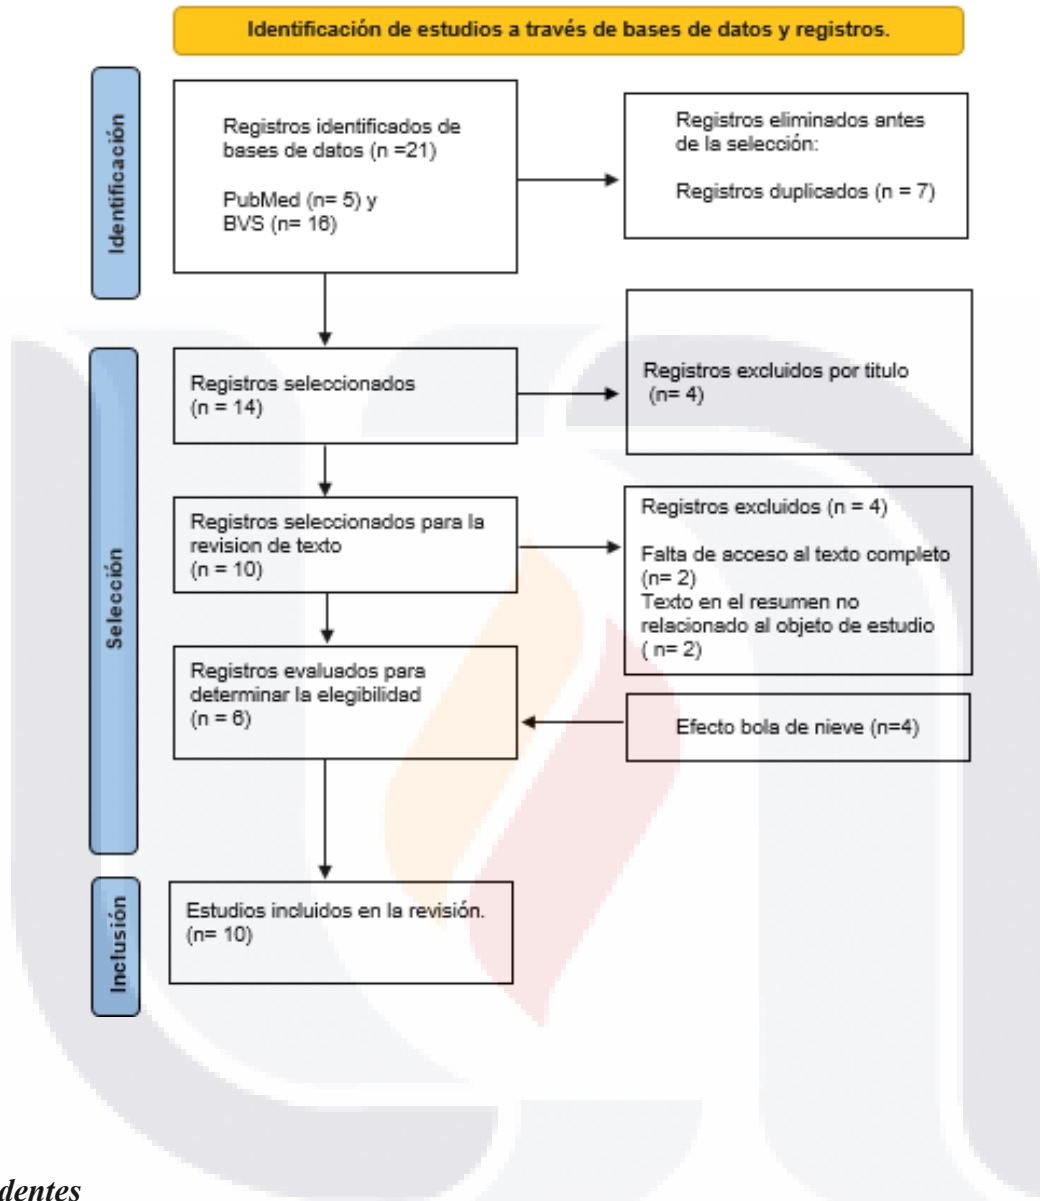 Identificación de estudios a través de bases de datos y registros.
Identificación
Registros identificados de
bases de datos (n =21)
PubMed (n= 5) y
BVS (n= 16)
Registros eliminados antes
de la selección:
Registros duplicados (n = 7)
Selección
Registros seleccionados
(n = 14)
Registros excluidos por titulo
(n= 4)
Registros seleccionados para la
revision de texto
(n = 10)
Registros excluidos (n = 4)
Falta de acceso al texto completo
(n= 2)
Texto en el resumen no
relacionado al objeto de estudio
( n= 2)
Registros evaluados para
determinar la elegibilidad
(n = 6)
Efecto bola de nieve (n=4)
Inclusión
Estudios incluidos en la revisión.
(n= 10)
dentes